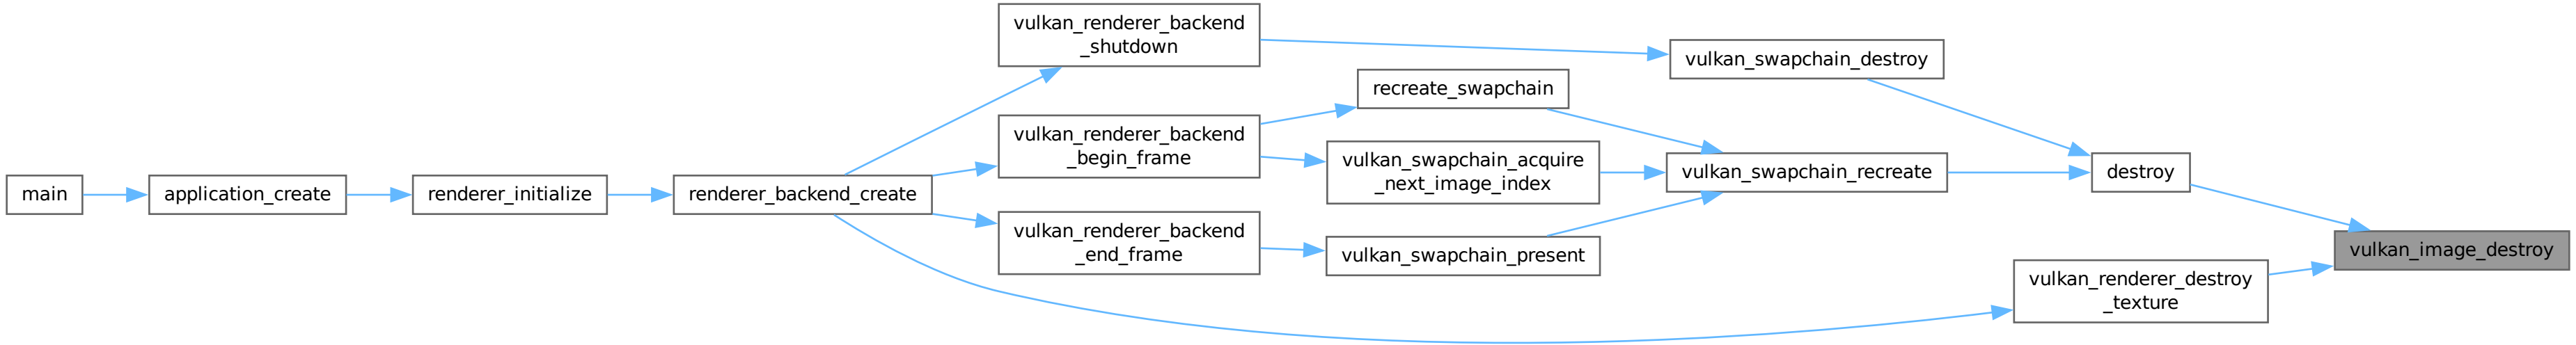 main
application_create
renderer_initialize
renderer_backend_create
vulkan_renderer_backend
_shutdown
vulkan_renderer_backend
_begin_frame
vulkan_renderer_backend
_end_frame
recreate_swapchain
vulkan_swapchain_acquire
_next_image_index
vulkan_swapchain_present
vulkan_swapchain_destroy
vulkan_swapchain_recreate
destroy
vulkan_renderer_destroy
_texture
vulkan_image_destroy